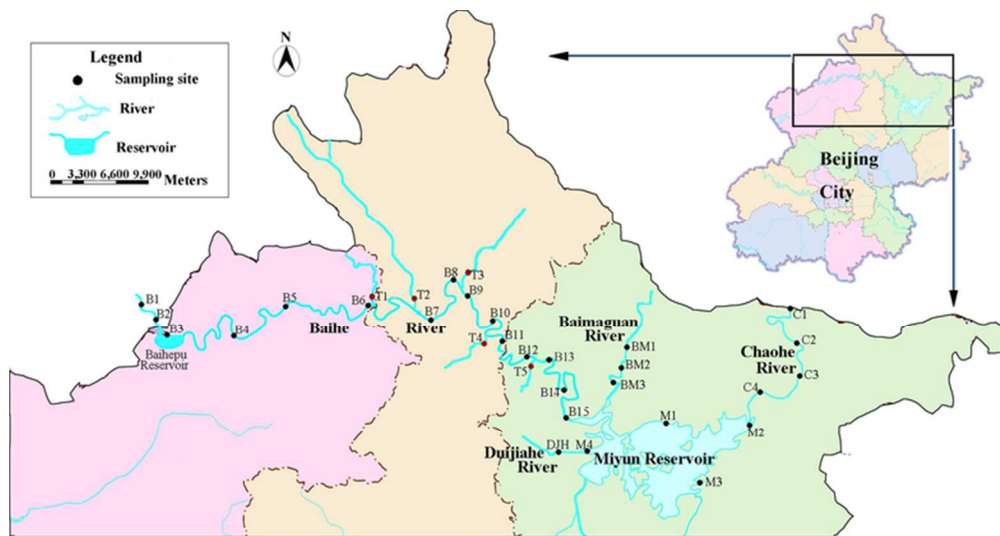 Legend
Sampling site
River
Reservoir
0 3,300 6,600 9,900 Meters
N
Beijing
City
B1
B2
B3
Baihepu
Reservoir
B4
B5
B6
T1
Baihe
River
T2
B7
B8
T3
B9
B10
T4
B11
B12
T5
B13
B14
B15
Baimaguan
River
BM1
BM2
BM3
C1
C2
Chaohe
River
C3
C4
M1
M2
DJH
M4
Duijiahe
River
Miyun Reservoir
M3